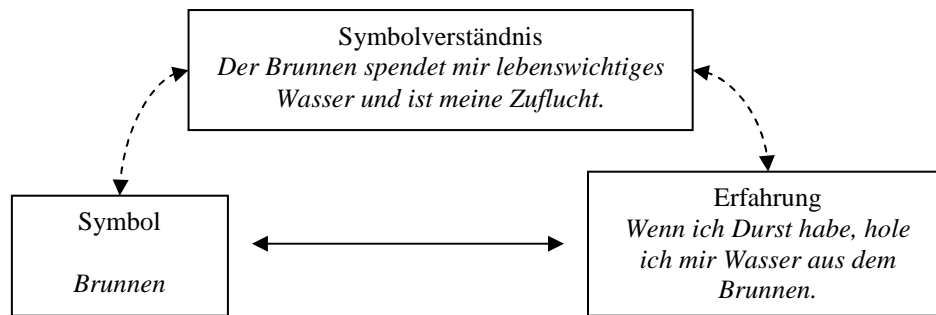 Symbolverständnis
Der Brunnen spendet mir lebenswichtiges
Wasser und ist meine Zuflucht.
Symbol
Brunnen
Erfahrung
Wenn ich Durst habe, hole
ich mir Wasser aus dem
Brunnen.